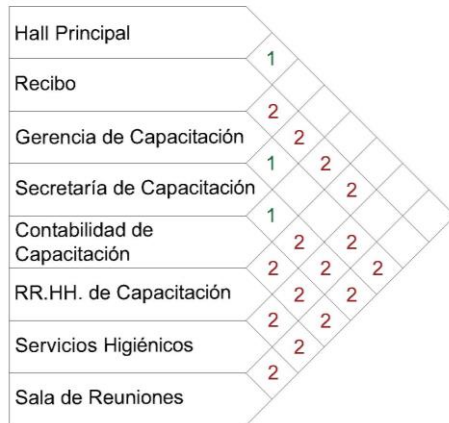 Hall Principal
1
Recibo
2
2
Gerencia de Capacitación
1
2
2
Secretaría de Capacitación
1
Contabilidad de
Capacitación
2
2
2
2
2
RR.HH. de Capacitación
2
2
2
2
Servicios Higiénicos
2
2
Sala de Reuniones